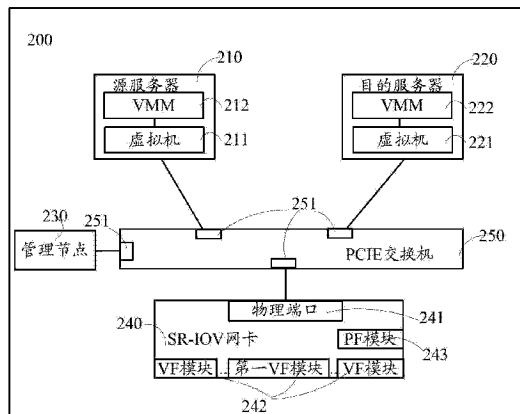 200
210
220
源服务器
目的服务器
VMM
212
VMM
222
虚拟机
211
虚拟机
221
230
251
251
管理节点
251
PCIE交换机
250
物理端口
241
240
SR-IOV网卡
PF模块
243
VF模块
第一VF模块
VF模块
242